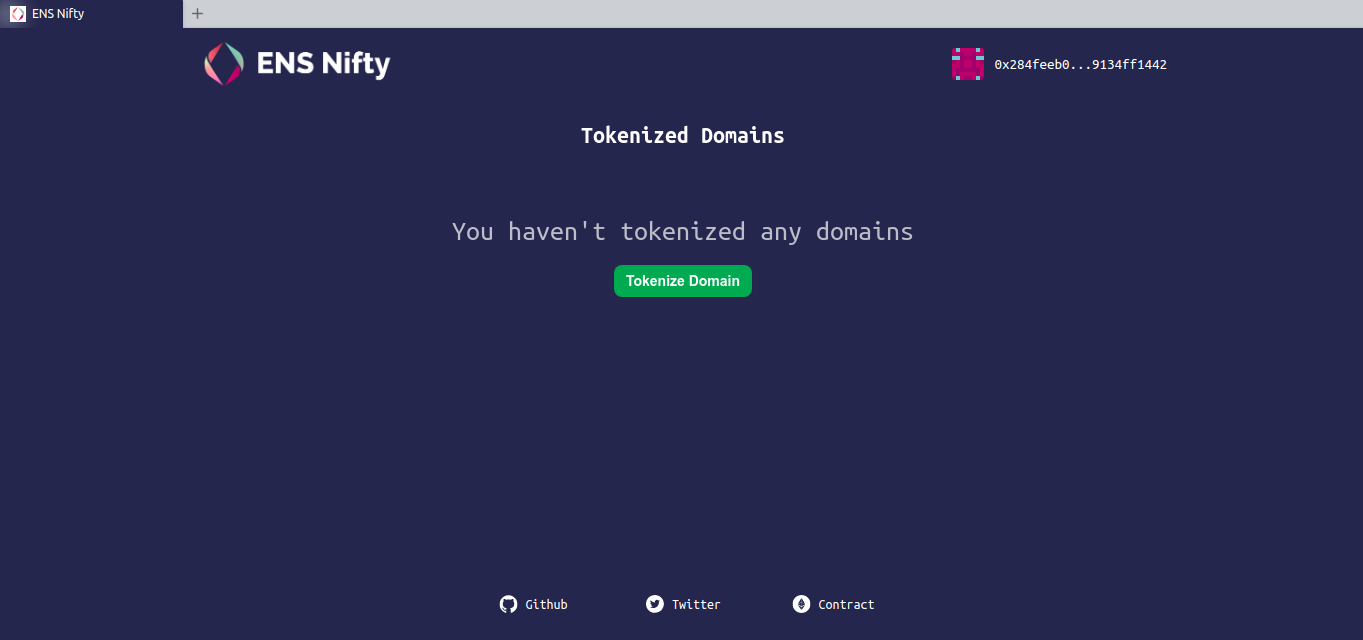 ENS Nifty
ENS Nifty
0x284feeb0...9134ff1442
Tokenized Domains
You haven't tokenized any domains
Tokenize Domain
Github
Twitter
Contract